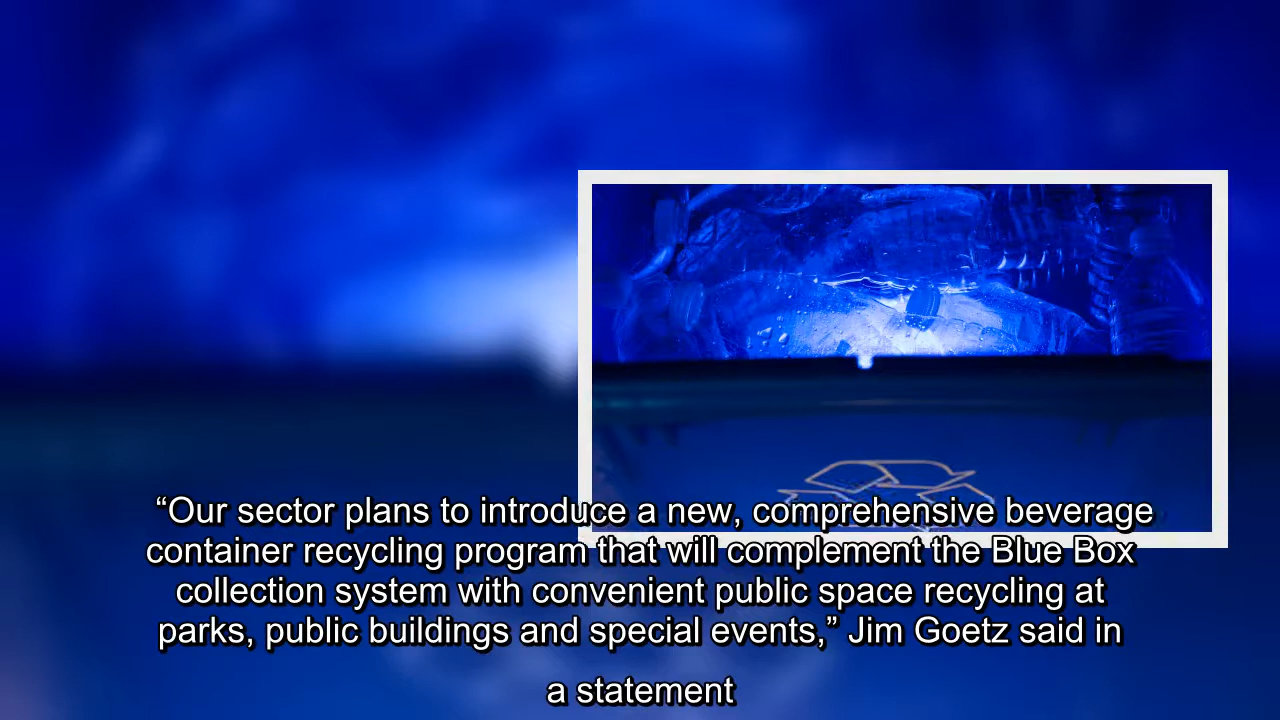 “Our sector plans to introduce a new, comprehensive beverage
container recycling program that will complement the Blue Box
collection system with convenient public space recycling at
parks, public buildings and special events,” Jim Goetz said in
a statement